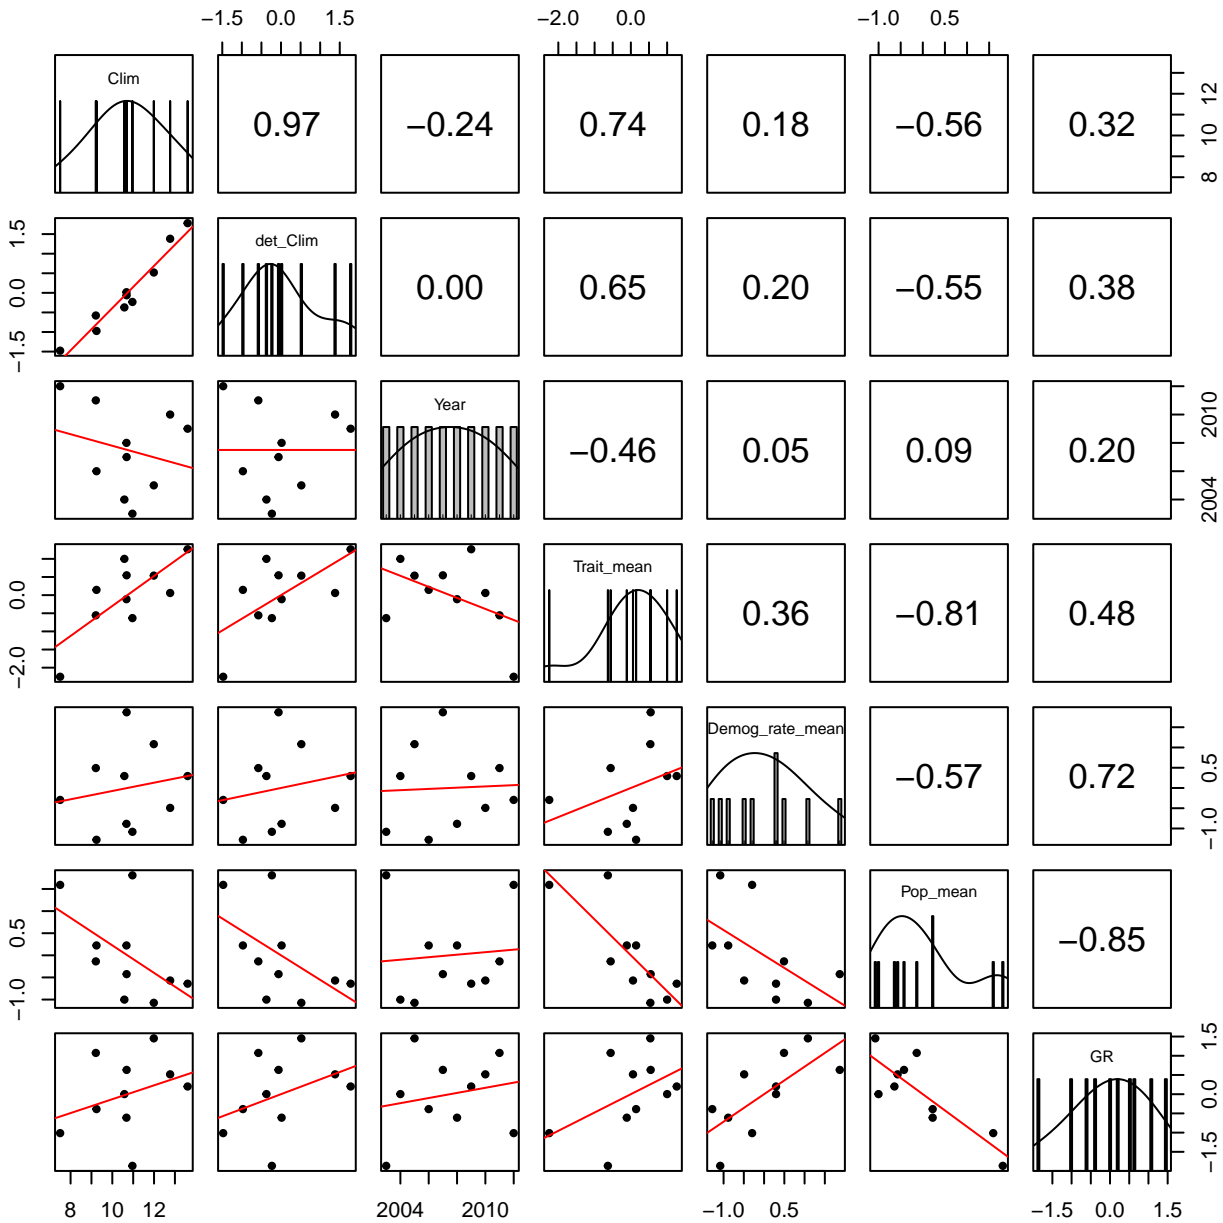 −1.5 0.0 1.5 −2.0 0.0 −1.0 0.5
Clim 0.97 −0.24 0.74 0.18 −0.56 0.32 8 10 12
−1.5 0.0 1.5 det_Clim 0.00 0.65 0.20 −0.55 0.38
Year −0.46 0.05 0.09 0.20 2004 2010
−2.0 0.0 Trait_mean 0.36 −0.81 0.48
Demog_rate_mean −0.57 0.72 −1.0 0.5
−1.0 0.5 Pop_mean −0.85
GR −1.5 0.0 1.5
8 10 12 2004 2010 −1.0 0.5 −1.5 0.0 1.5